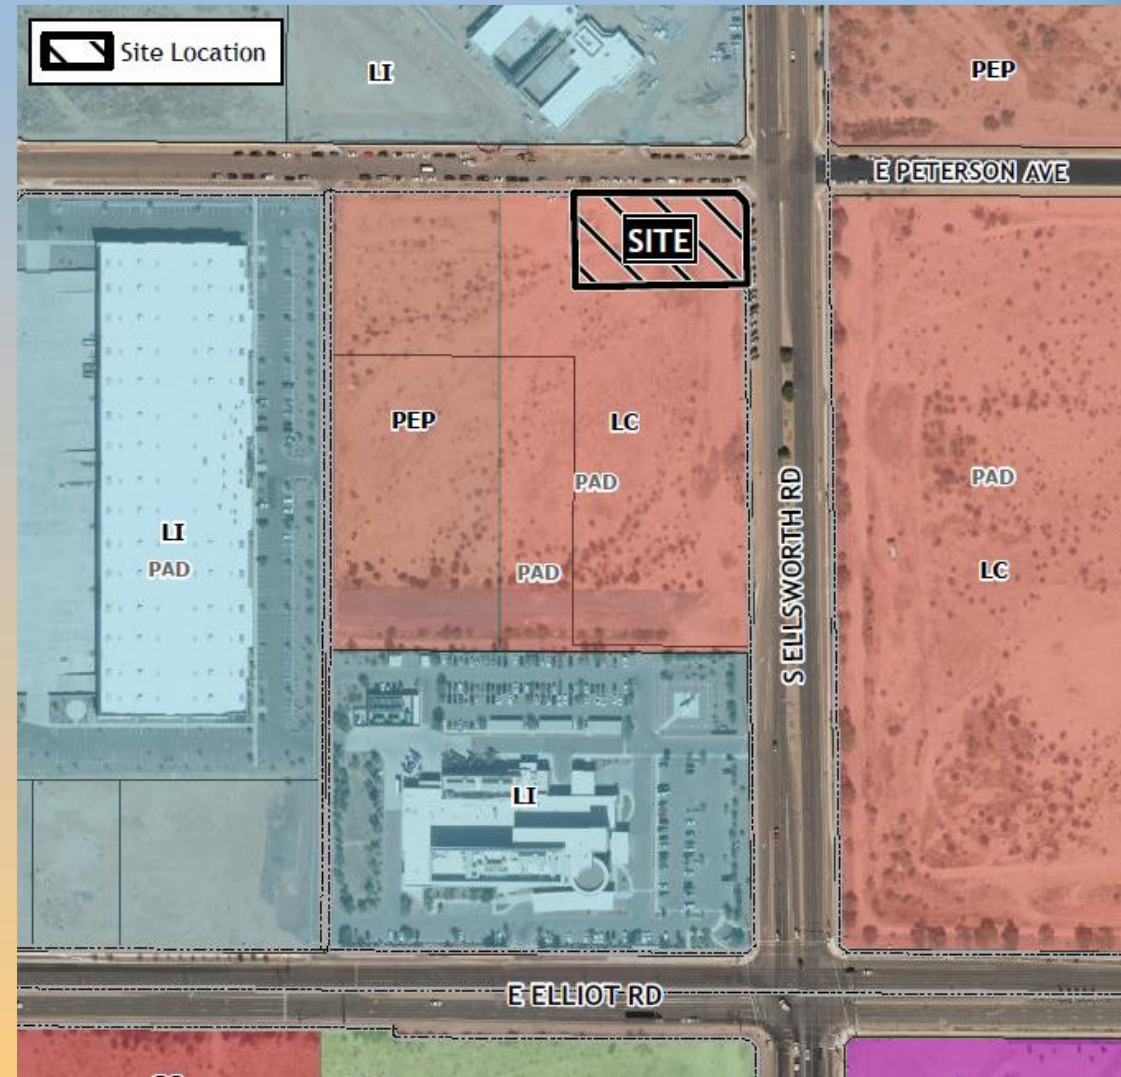 Site Location
LI
PEP
E PETERSON AVE
SITE
PEP
LC
PAD
PAD
S ELLSWORTH RD
LI
PAD
PAD
LC
LI
E ELLIOT RD